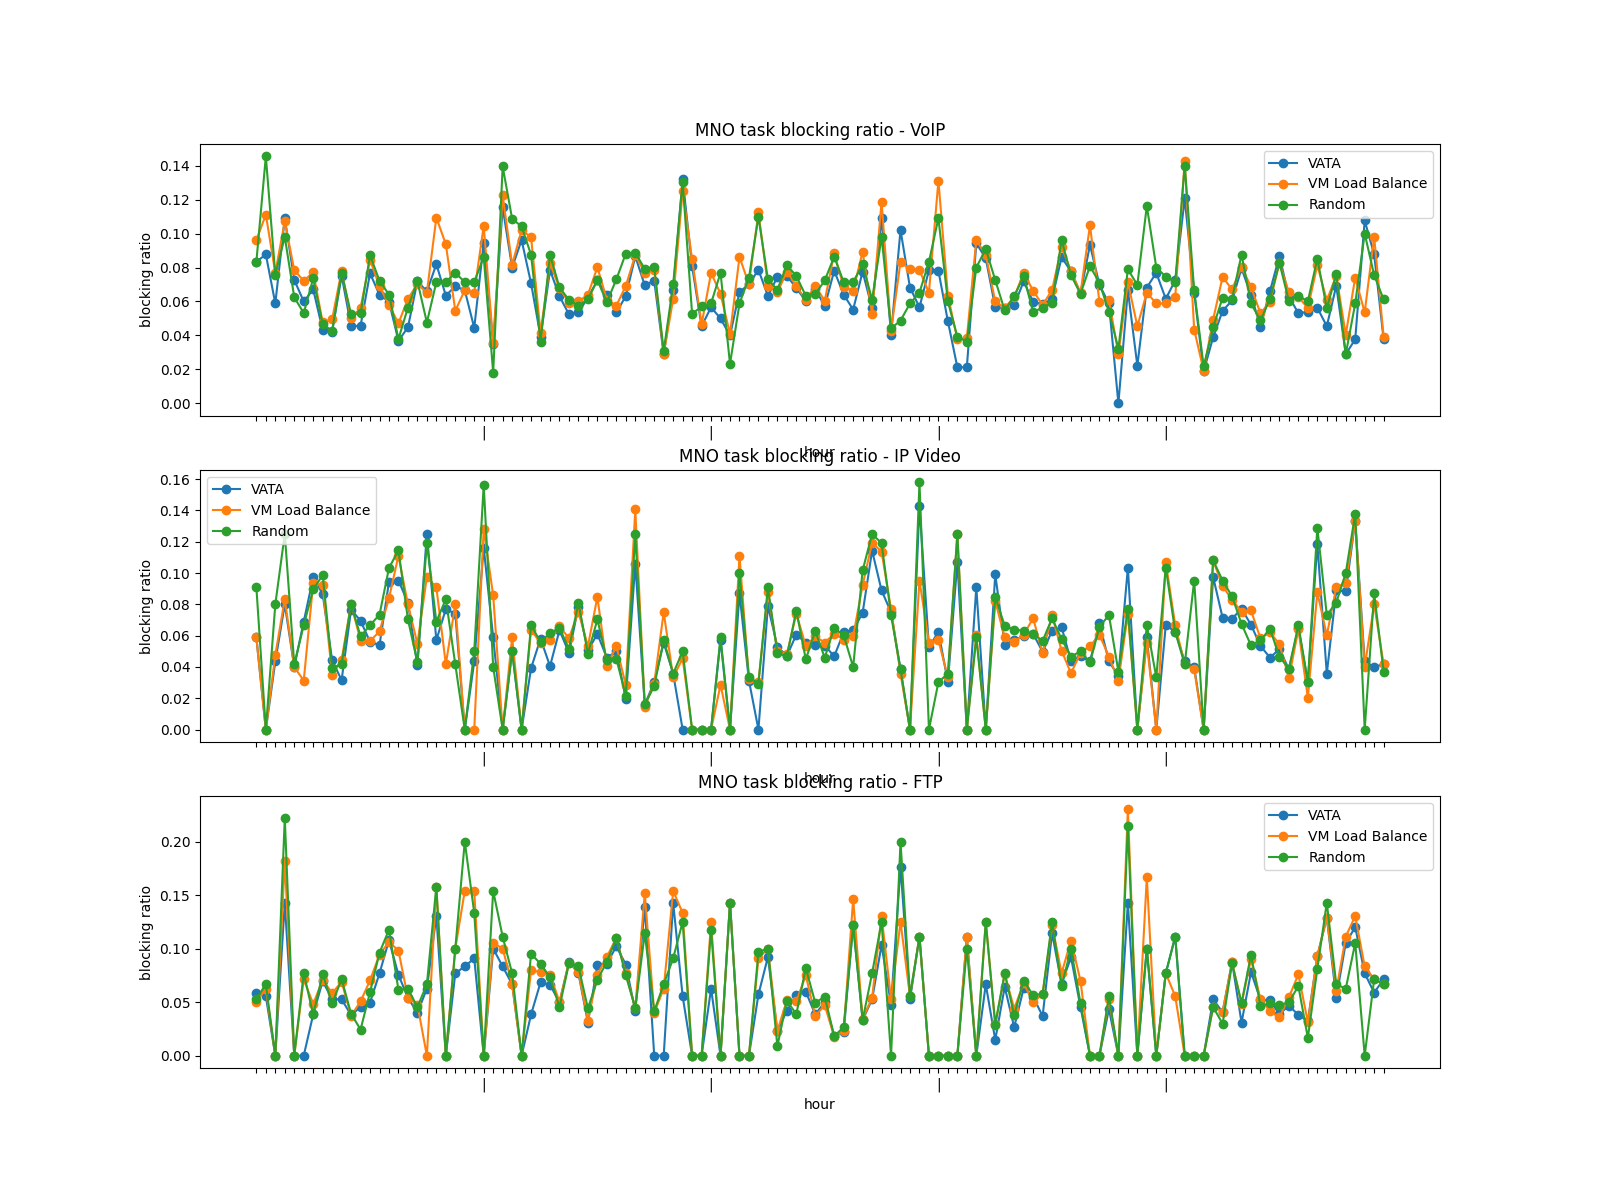 MNO task blocking ratio - VoIP
blocking ratio
0.14
0.12
0.10
0.08
0.06
0.04
0.02
0.00
VATA
VM Load Balance
Random
hour
MNO task blocking ratio - IP Video
blocking ratio
0.16
0.14
0.12
0.10
0.08
0.06
0.04
0.02
0.00
VATA
VM Load Balance
Random
hour
MNO task blocking ratio - FTP
blocking ratio
0.20
0.15
0.10
0.05
0.00
VATA
VM Load Balance
Random
hour